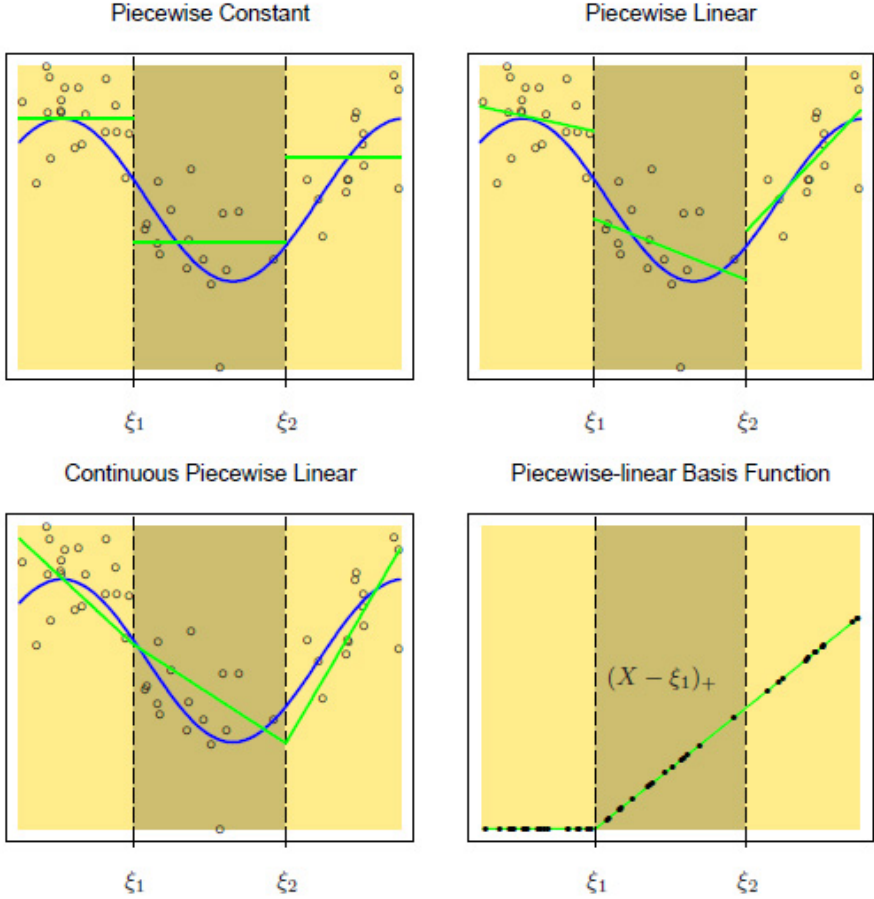 Piecewise Constant
Piecewise Linear
ξ1
ξ2
ξ1
ξ2
Continuous Piecewise Linear
Piecewise-linear Basis Function
(X − ξ1)+
ξ1
ξ2
ξ1
ξ2